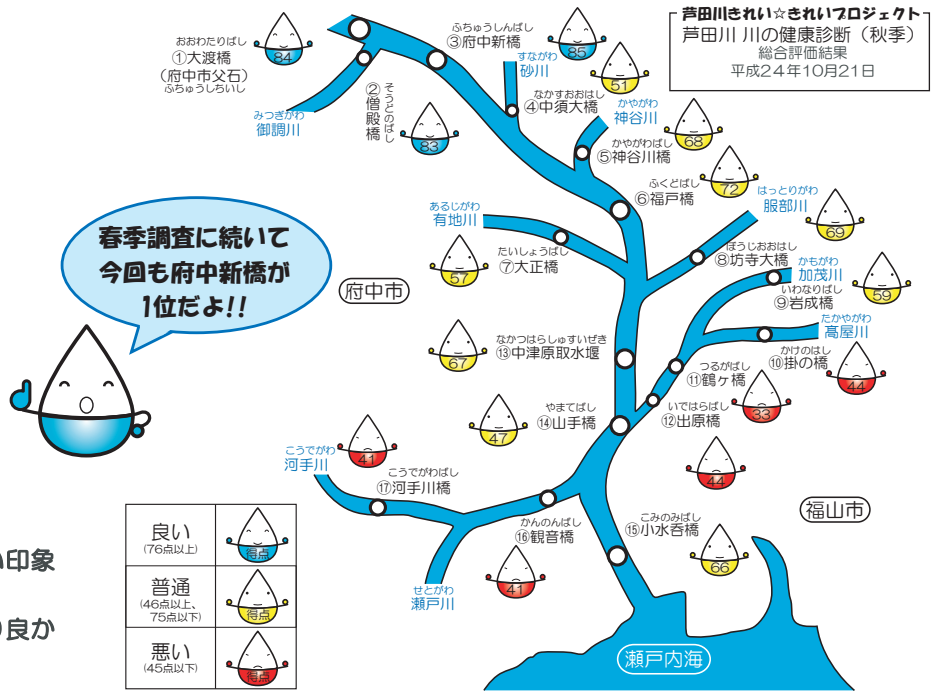 芦田川きれい☆きれいプロジェクト
芦田川 川の健康診断（秋季）
総合評価結果
平成24年10月21日
おおわたりばし
①大渡橋
(府中市父石)
ふちゅうしちいし
84
ふちゅうしんばし
③府中新橋
85
すながわ
砂川
51
なかすおおはし
④中須大橋
かやがわ
神谷川
そうどのばし
②僧殿橋
83
みつぎがわ
御調川
68
かやがわばし
⑤神谷川橋
72
ふくどばし
⑥福戸橋
はっとりがわ
服部川
69
あるじがわ
有地川
たいしょうばし
⑦大正橋
57
ぼうじおおはし
⑧坊寺大橋
かもがわ
加茂川
いわなりばし
⑨岩成橋
59
春季調査に続いて
今回も府中新橋が
1位だよ!!
府中市
たかやがわ
高屋川
かけのはし
⑩掛の橋
44
なかつはらしゅすいぜき
⑬中津原取水堰
67
つるがばし
⑪鶴ヶ橋
33
いではらばし
⑫出原橋
44
やまてばし
⑭山手橋
47
こうでがわ
河手川
41
こうでがわばし
⑰河手川橋
福山市
かんのんばし
⑯観音橋
41
こみのみばし
⑮小水呑橋
66
せとがわ
瀬戸川
瀬戸内海
良い
(76点以上)
得点
普通
(46点以上、
75点以下)
得点
悪い
(45点以下)
得点
い印象
良か